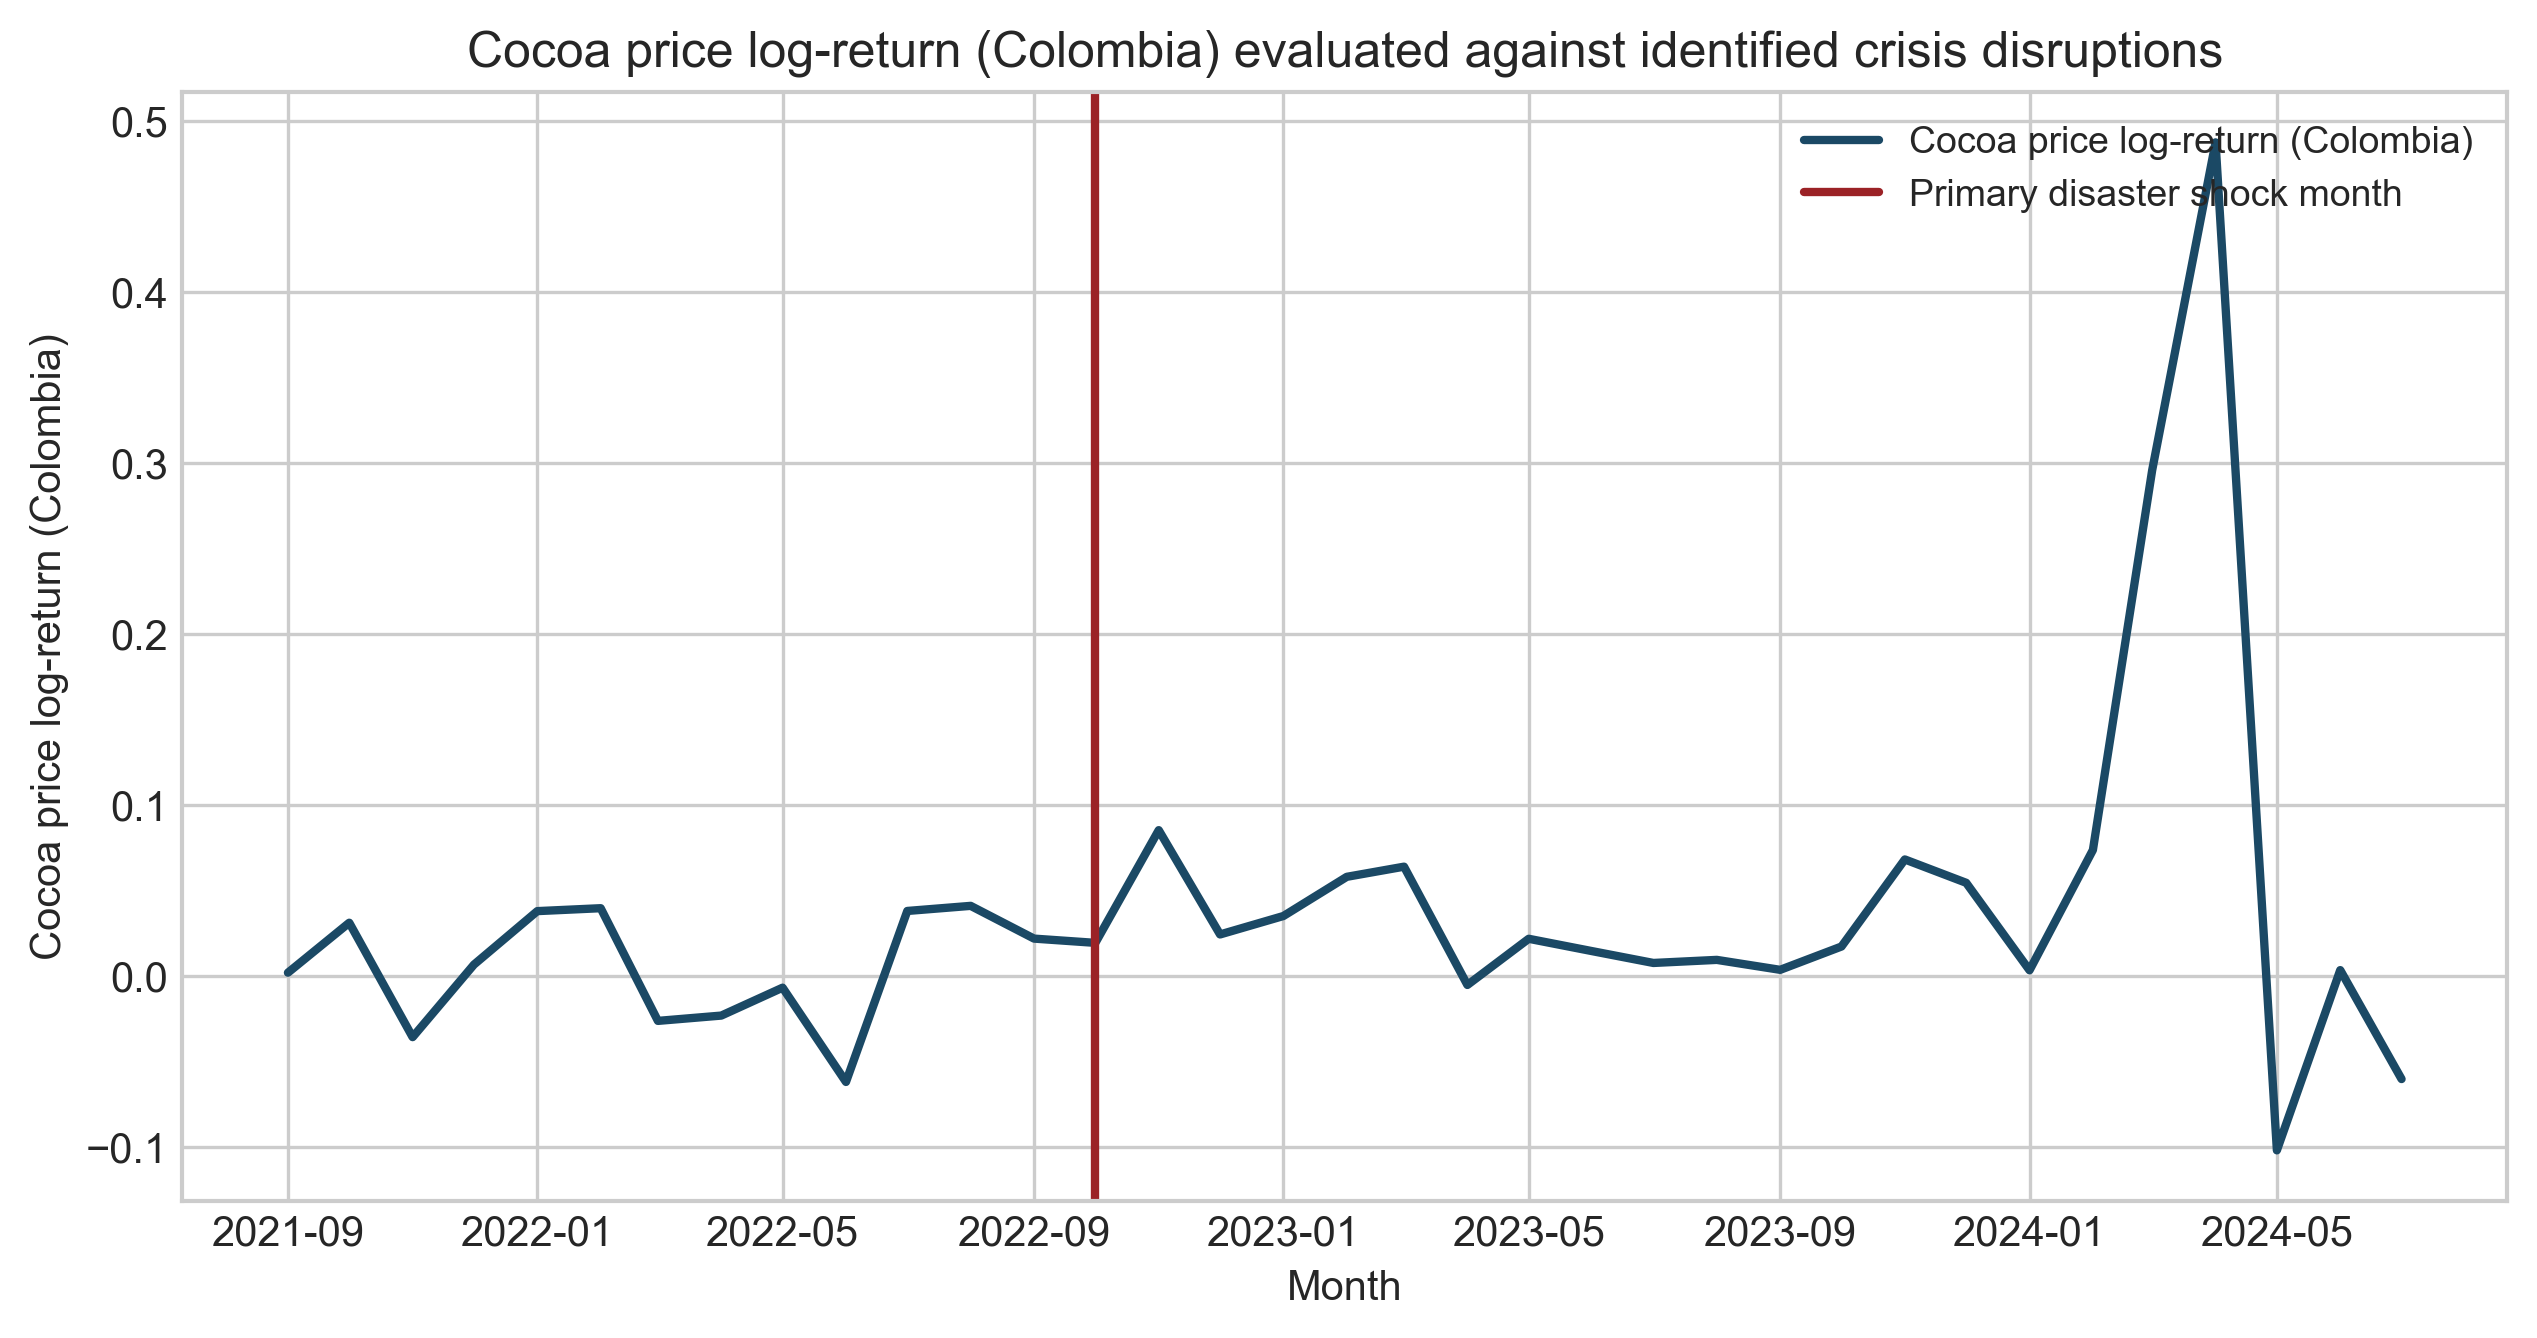 Cocoa price log-return (Colombia) evaluated against identified crisis disruptions
Cocoa price log-return (Colombia)
Primary disaster shock month
Cocoa price log-return (Colombia)
0.5
0.4
0.3
0.2
0.1
0.0
−0.1
2021-09 2022-01 2022-05 2022-09 2023-01 2023-05 2023-09 2024-01 2024-05
Month